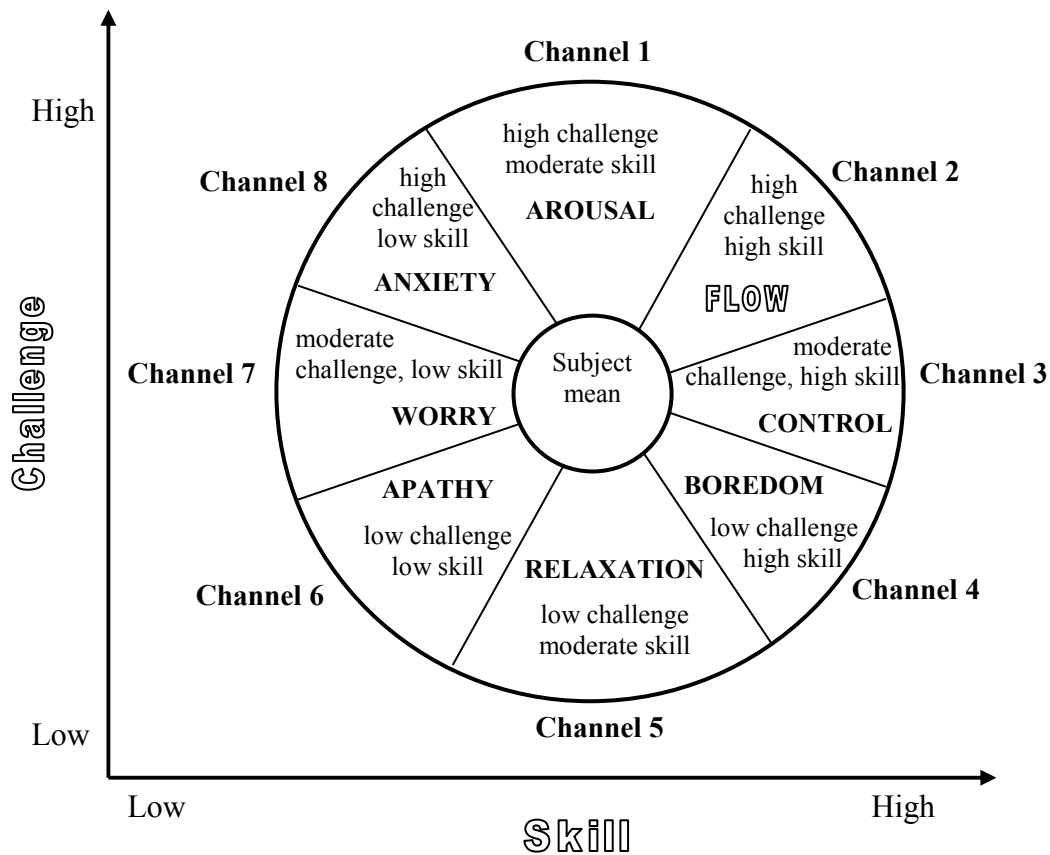 Channel 1
High
high challenge
moderate skill
AROUSAL
Channel 2
high
challenge
high skill
FLOW
Channel 8
high
challenge
low skill
ANXIETY
Challenge
Channel 7
moderate
challenge, low skill
WORRY
Subject
mean
moderate
challenge, high skill
CONTROL
Channel 3
APATHY
low challenge
low skill
Channel 6
BOREDOM
low challenge
high skill
Channel 4
RELAXATION
low challenge
moderate skill
Channel 5
Low
Low
High
Skill